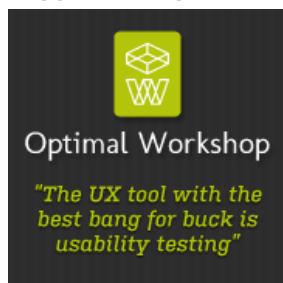 Optimal Workshop
"The UX tool with the
best bang for buck is
usability testing"